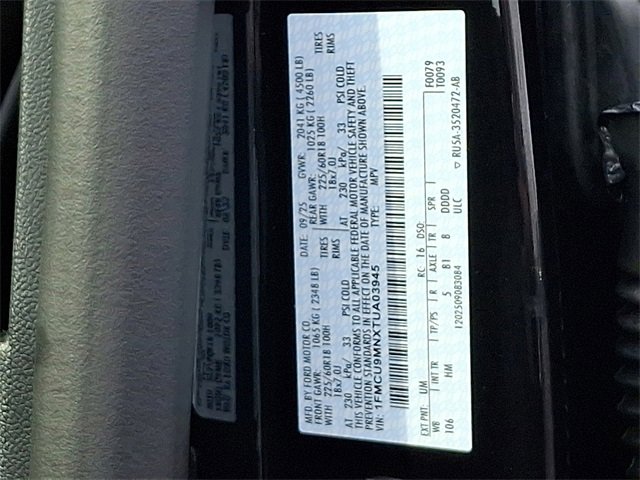 MFD. BY FORD MOTOR CO.
DATE: 09/25 GVWR: 2041 KG ( 4500 LB)
FRONT GAWR: 1065 KG ( 2348 LB) REAR GAWR: 1025 KG ( 2260 LB)
WITH 225/60R18 100H TIRES WITH 225/60R18 100H TIRES
18x7.0J RIMS 18x7.0J RIMS
AT 230 kPa/ 33 PSI COLD AT 230 kPa/ 33 PSI COLD
THIS VEHICLE CONFORMS TO ALL APPLICABLE FEDERAL MOTOR VEHICLE SAFETY AND THEFT
PREVENTION STANDARDS IN EFFECT ON THE DATE OF MANUFACTURE SHOWN ABOVE.
VIN: 1FMCU9MNXTUA03945 TYPE: MPV
F0079
T0093
EXT PNT: UM RC: 16 DSO:
WB INT TR TP/PS R AXLE TR SPR
106 HM 5 B1 B DDDD
ULC
1202509083084 ▽ RU5A-3520472-AB